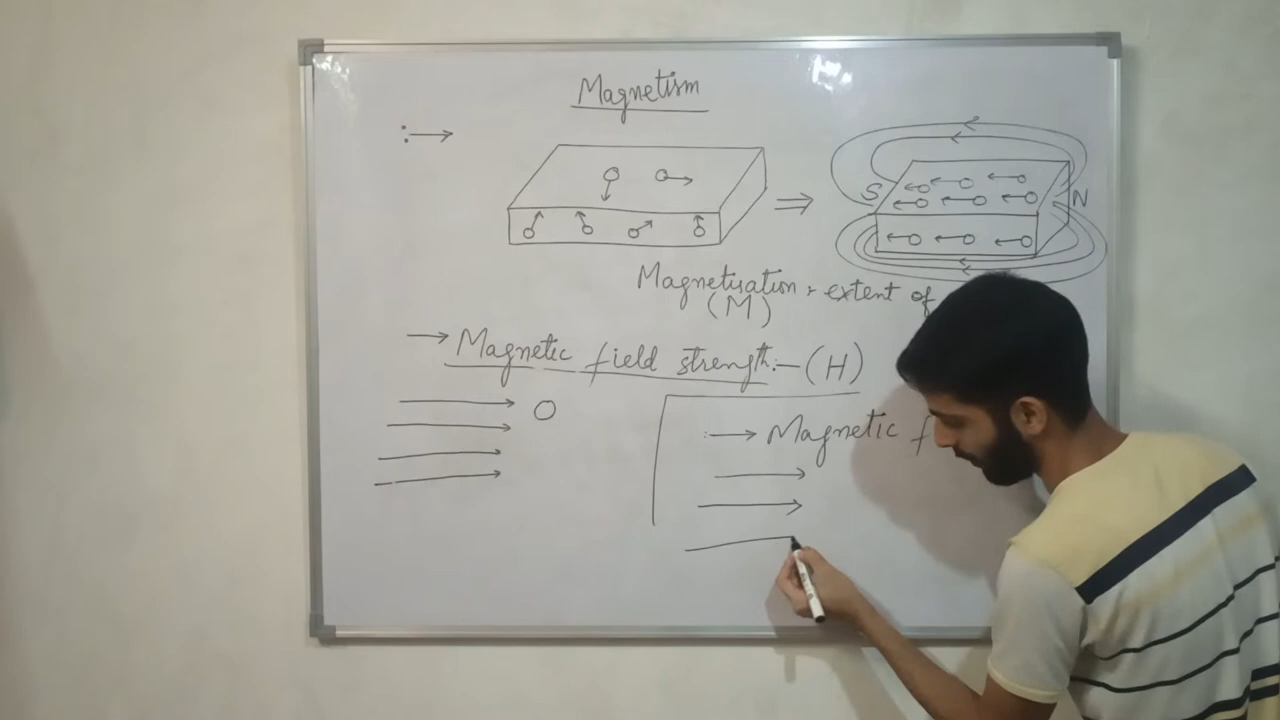 Magnetism
S
N
Magnetisation, extent of
(M)
→ Magnetic field strength:- (H)
:→ Magnetic f